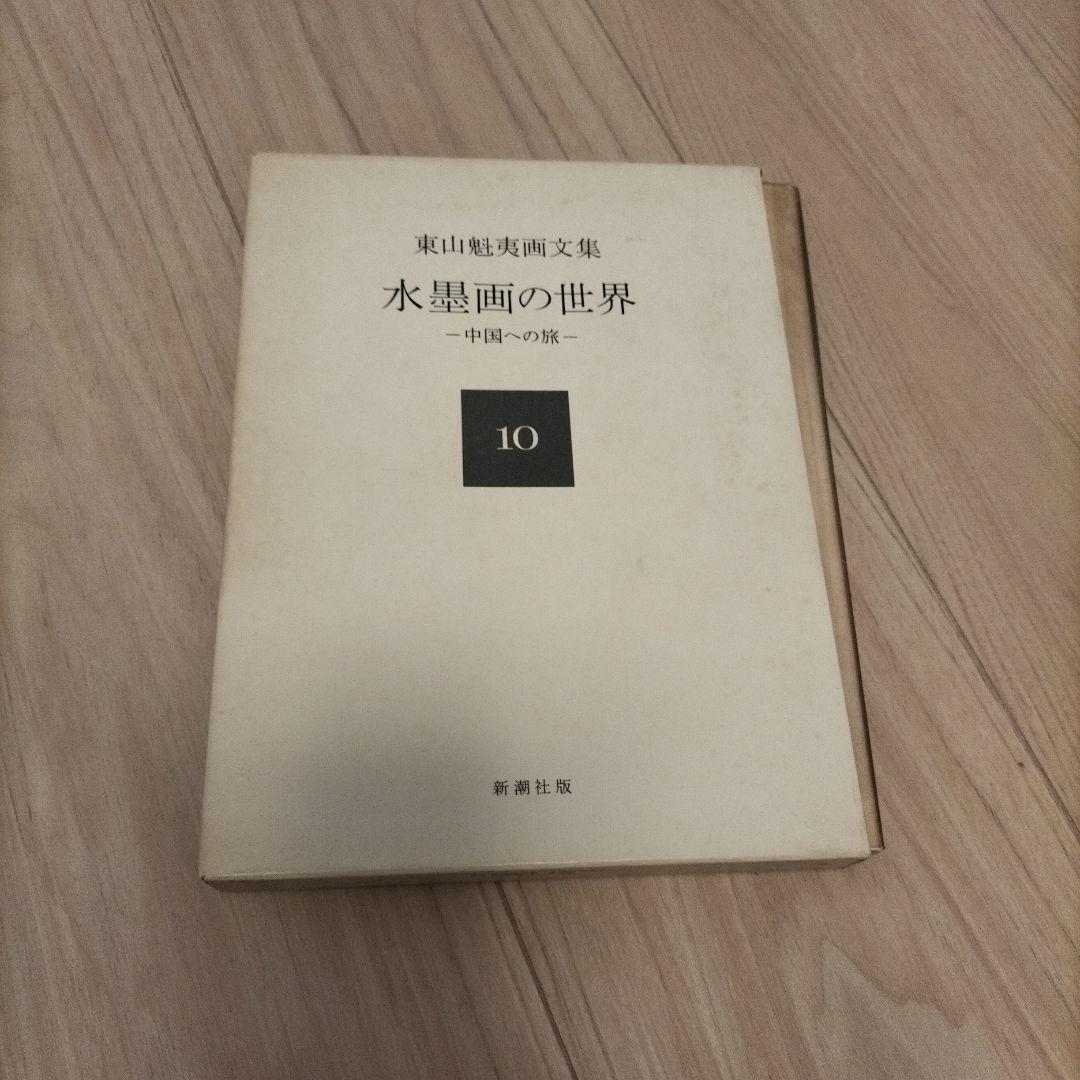 東山魁夷画文集
水墨画の世界
―中国への旅―
10
新潮社版